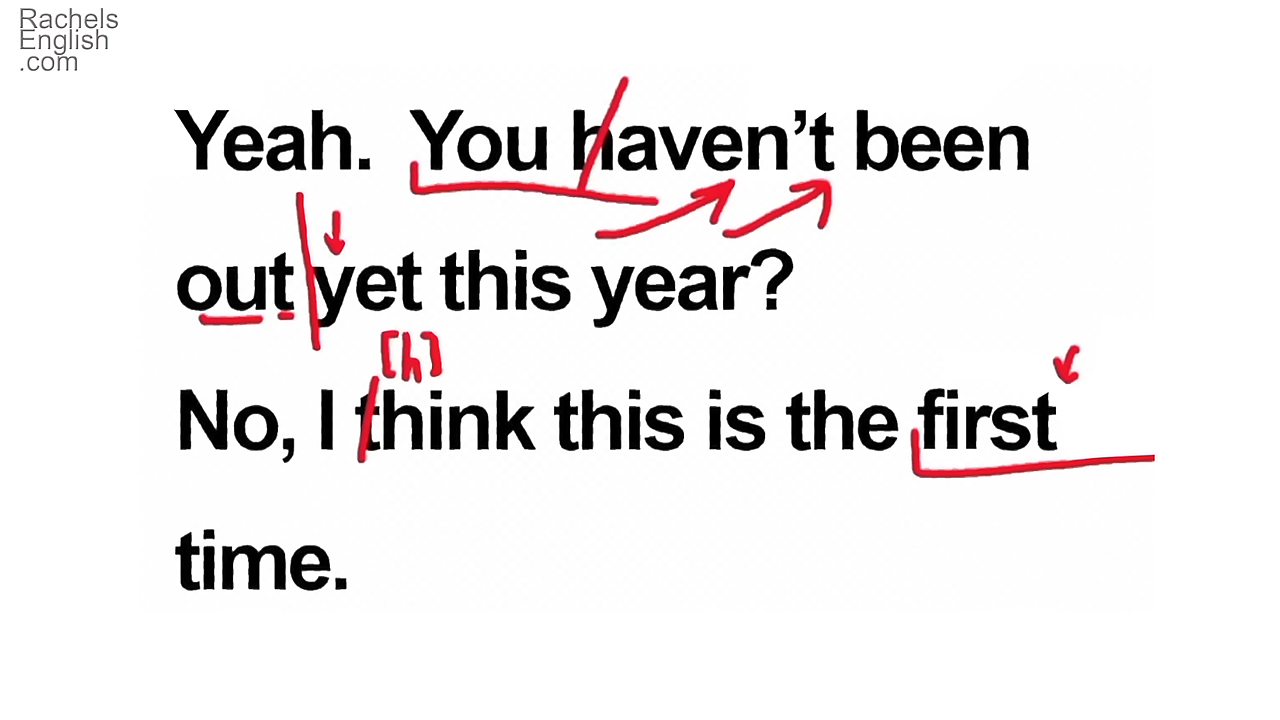 Rachels
English
.com
Yeah. You haven't been
out yet this year?
[h]
No, I think this is the first
time.